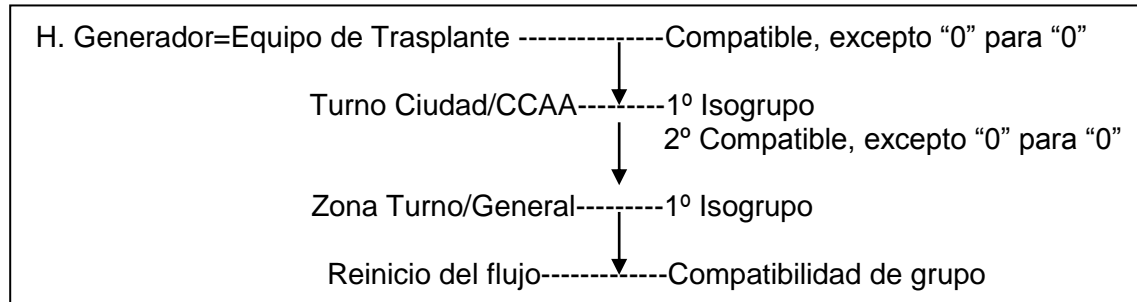 H. Generador=Equipo de Trasplante ---------------Compatible, excepto “0” para “0”
Turno Ciudad/CCAA---------1º Isogrupo
2º Compatible, excepto “0” para “0”
Zona Turno/General---------1º Isogrupo
Reinicio del flujo-------------Compatibilidad de grupo